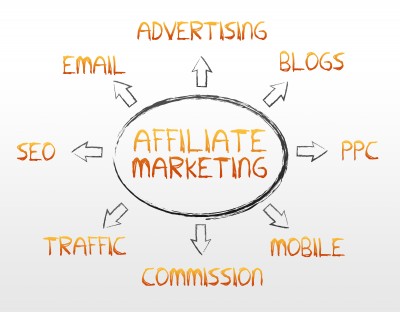 ADVERTISING
EMAIL
BLOGS
SEO
AFFILIATE
MARKETING
PPC
TRAFFIC
MOBILE
COMMISSION